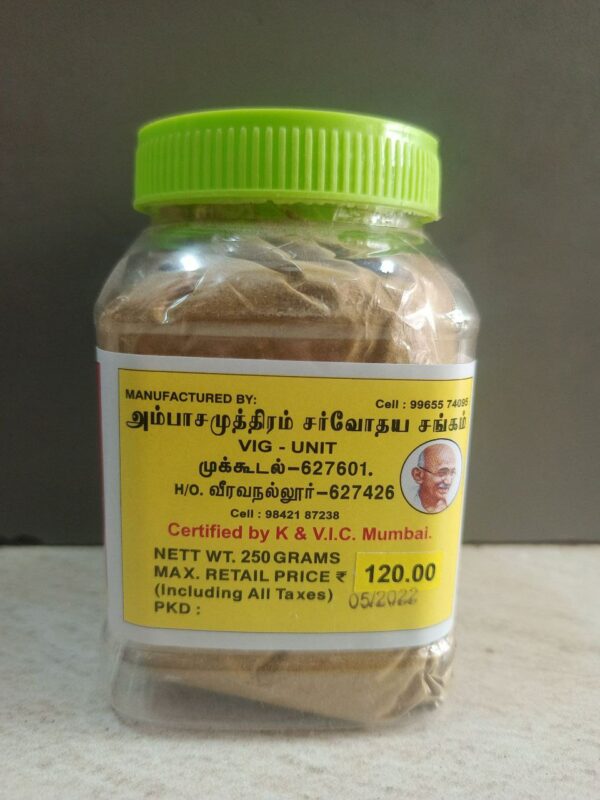 MANUFACTURED BY:
Cell : 99655 74095
அம்பாசமுத்திரம் சர்வோதய சங்கம்
VIG - UNIT
முக்கூடல்–627601.
H/O. வீரவநல்லூர்–627426
Cell : 98421 87238
Certified by K & V.I.C. Mumbai.
NETT WT. 250 GRAMS
MAX. RETAIL PRICE ₹ 120.00
(Including All Taxes) 05/2022
PKD :